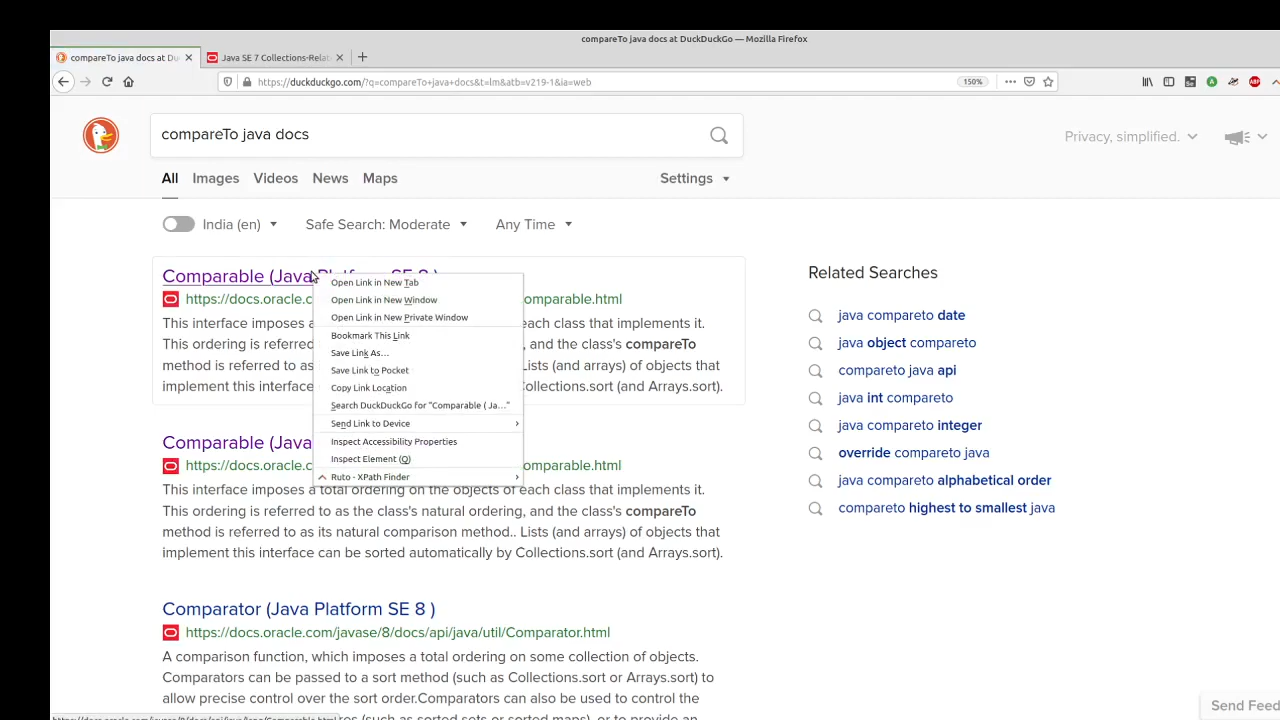 compareTo java docs at DuckDuckGo — Mozilla Firefox
compareTo java docs at Du
Java SE 7 Collections-Relat
https://duckduckgo.com/?q=compareTo+java+docs&t=lm&atb=v219-1&ia=web
150%
compareTo java docs
Privacy, simplified.
All Images Videos News Maps
Settings
India (en) Safe Search: Moderate Any Time
Comparable (Java Platform SE 8 )
https://docs.oracle.c omparable.html
This interface imposes a each class that implements it.
This ordering is referred , and the class's compareTo
method is referred to as Lists (and arrays) of objects that
implement this interface Collections.sort (and Arrays.sort).
Open Link in New Tab
Open Link in New Window
Open Link in New Private Window
Bookmark This Link
Save Link As...
Save Link to Pocket
Copy Link Location
Search DuckDuckGo for "Comparable ( Ja..."
Send Link to Device
Inspect Accessibility Properties
Inspect Element (Q)
Ruto - XPath Finder
Comparable (Java
https://docs.oracle.c omparable.html
This interface imposes a total ordering on the objects of each class that implements it.
This ordering is referred to as the class's natural ordering, and the class's compareTo
method is referred to as its natural comparison method.. Lists (and arrays) of objects that
implement this interface can be sorted automatically by Collections.sort (and Arrays.sort).
Comparator (Java Platform SE 8 )
https://docs.oracle.com/javase/8/docs/api/java/util/Comparator.html
A comparison function, which imposes a total ordering on some collection of objects.
Comparators can be passed to a sort method (such as Collections.sort or Arrays.sort) to
allow precise control over the sort order.Comparators can also be used to control the
(such as sorted sets or sorted maps), or to provide an
Related Searches
java compareto date
java object compareto
compareto java api
java int compareto
java compareto integer
override compareto java
java compareto alphabetical order
compareto highest to smallest java
Send Feed